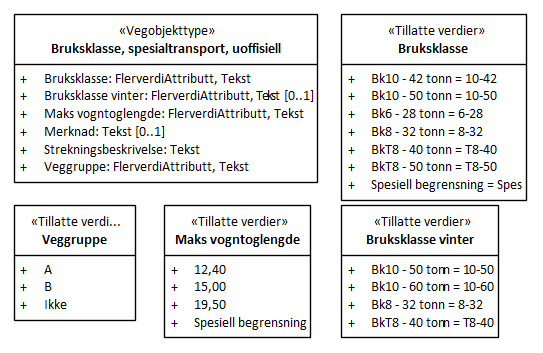 «Vegobjekttype»
Bruksklasse, spesialtransport, uoffisiell
+ Bruksklasse: FlerverdiAttributt, Tekst
+ Bruksklasse vinter: FlerverdiAttributt, Tekst [0..1]
+ Maks vogntoglengde: FlerverdiAttributt, Tekst
+ Merknad: Tekst [0..1]
+ Strekningsbeskrivelse: Tekst
+ Veggruppe: FlerverdiAttributt, Tekst
«Tillatte verdier»
Bruksklasse
+ Bk10 - 42 tonn = 10-42
+ Bk10 - 50 tonn = 10-50
+ Bk6 - 28 tonn = 6-28
+ Bk8 - 32 tonn = 8-32
+ BkT8 - 40 tonn = T8-40
+ BkT8 - 50 tonn = T8-50
+ Spesiell begrensning = Spes
«Tillatte verdi...
Veggruppe
+ A
+ B
+ Ikke
«Tillatte verdier»
Maks vogntoglengde
+ 12,40
+ 15,00
+ 19,50
+ Spesiell begrensning
«Tillatte verdier»
Bruksklasse vinter
+ Bk10 - 50 tonn = 10-50
+ Bk10 - 60 tonn = 10-60
+ Bk8 - 32 tonn = 8-32
+ BkT8 - 40 tonn = T8-40